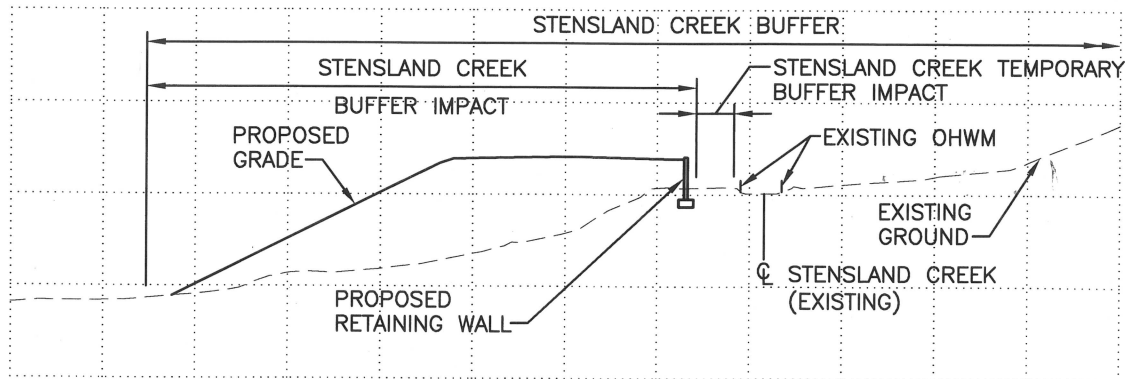 STENSLAND CREEK BUFFER
STENSLAND CREEK
BUFFER IMPACT
STENSLAND CREEK TEMPORARY
BUFFER IMPACT
PROPOSED
GRADE
EXISTING OHWM
EXISTING
GROUND
PROPOSED
RETAINING WALL
℄ STENSLAND CREEK
(EXISTING)